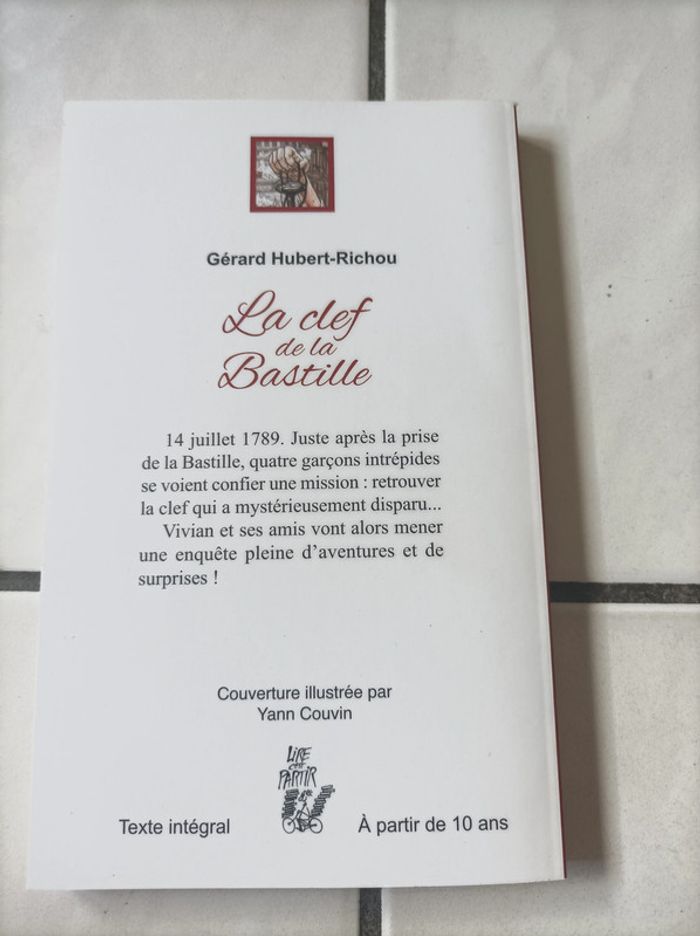 Gérard Hubert-Richou
La clef
de la
Bastille
14 juillet 1789. Juste après la prise
de la Bastille, quatre garçons intrépides
se voient confier une mission : retrouver
la clef qui a mystérieusement disparu...
Vivian et ses amis vont alors mener
une enquête pleine d'aventures et de
surprises !
Couverture illustrée par
Yann Couvin
LIRE
c'est
PARTIR
Texte intégral
À partir de 10 ans